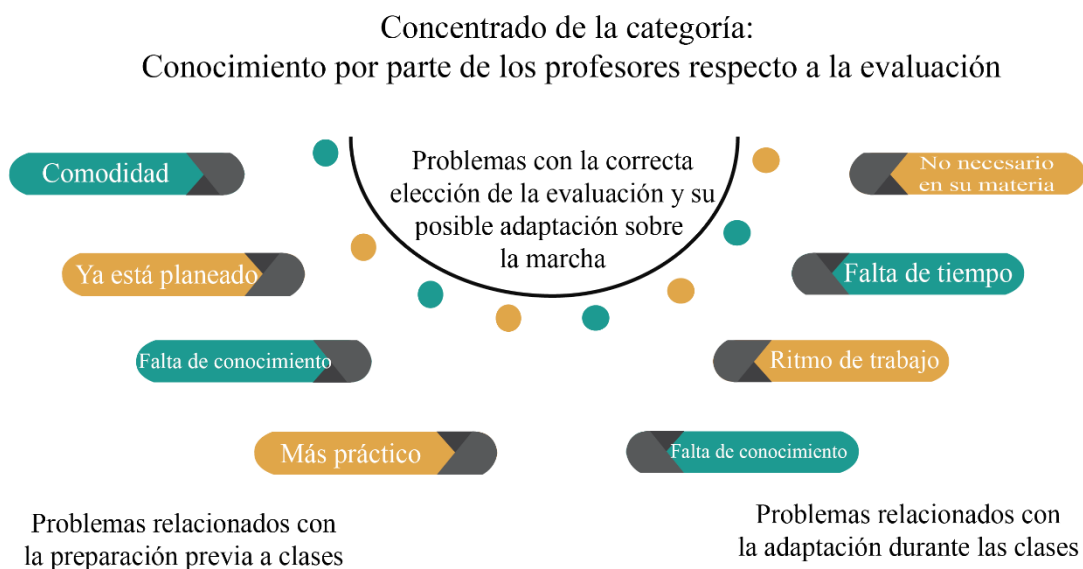 Concentrado de la categoría:
Conocimiento por parte de los profesores respecto a la evaluación
Problemas con la correcta
elección de la evaluación y su
posible adaptación sobre
la marcha
Comodidad
Ya está planeado
Falta de conocimiento
Más práctico
No necesario
en su materia
Falta de tiempo
Ritmo de trabajo
Falta de conocimiento
Problemas relacionados con
la preparación previa a clases
Problemas relacionados con
la adaptación durante las clases